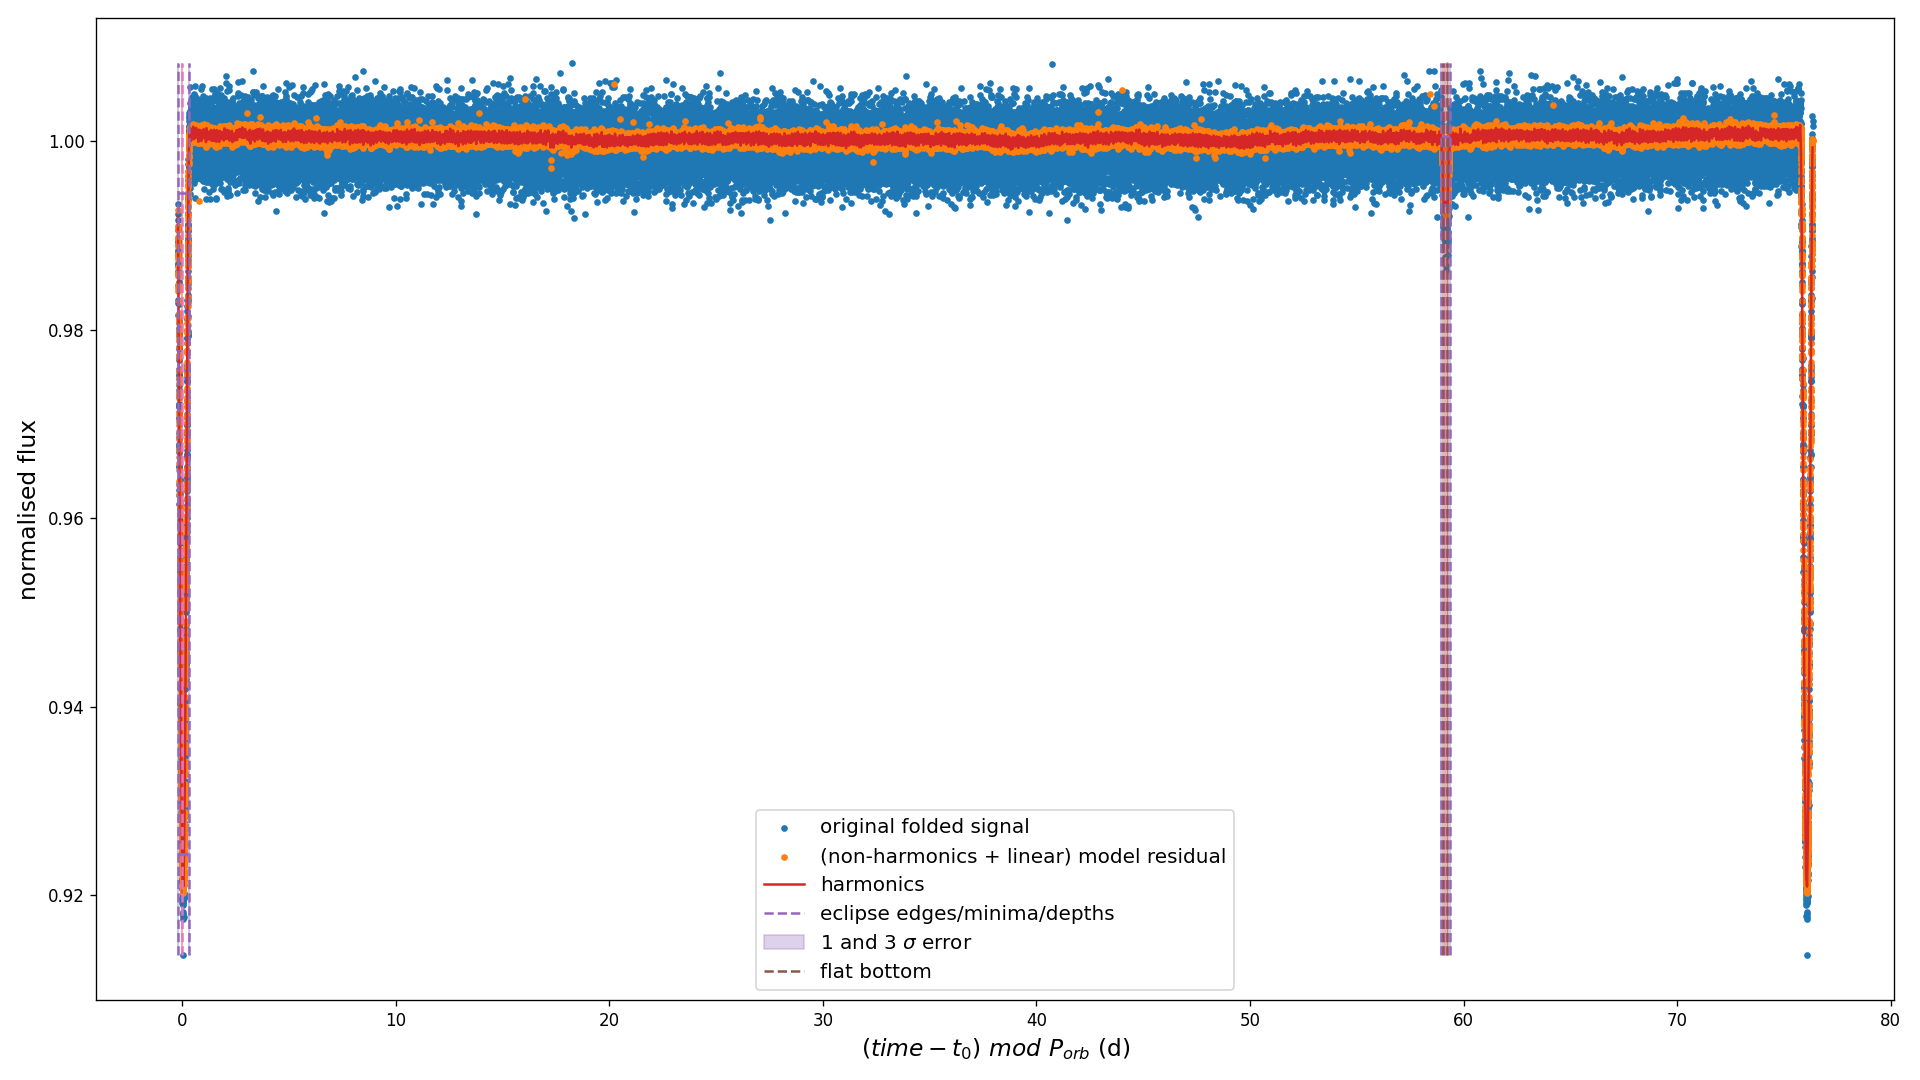 1.00
0.98
0.96
0.94
0.92
normalised flux
original folded signal
(non-harmonics + linear) model residual
harmonics
eclipse edges/minima/depths
1 and 3 σ error
flat bottom
0 10 20 30 40 50 60 70 80
(time − t₀) mod Pₒᵣb (d)